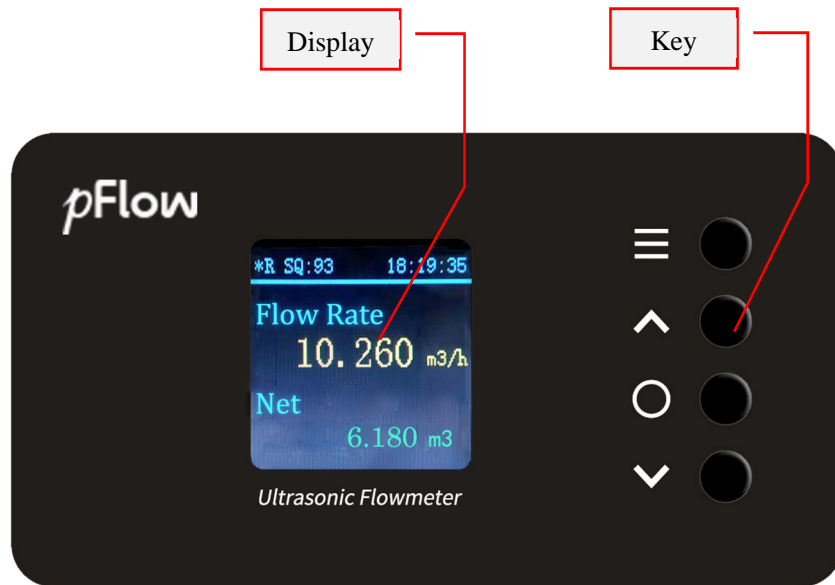 Display
Key
pFlow
*R SQ:93 18:19:35
Flow Rate
10.260 m3/h
Net
6.180 m3
Ultrasonic Flowmeter